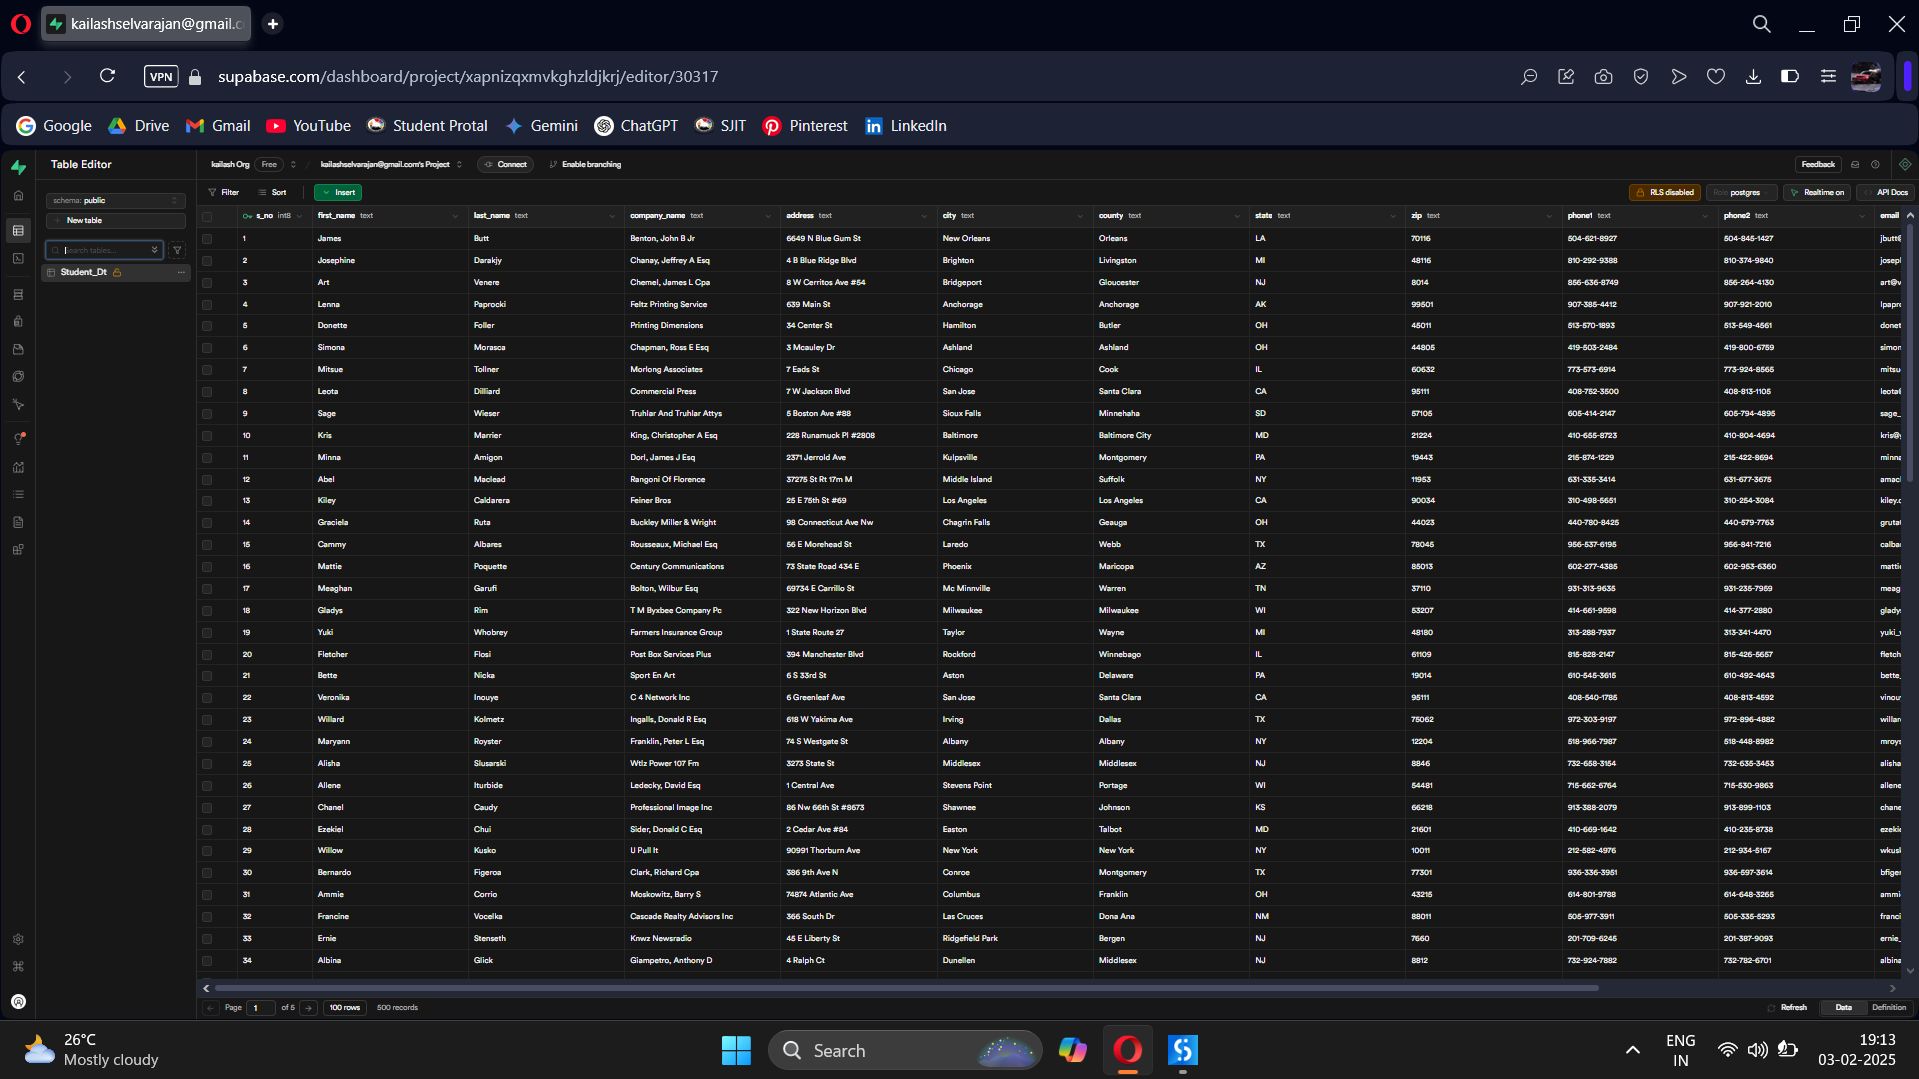 kailashselvarajan@gmail.c
VPN supabase.com/dashboard/project/xapnizqxmvkghzldjkrj/editor/30317
Google Drive Gmail YouTube Student Protal Gemini ChatGPT SJIT Pinterest LinkedIn
Table Editor kailash Org Free / kailashselvarajan@gmail.com's Project Connect Enable branching Feedback
schema: public Filter Sort Insert RLS disabled Role postgres Realtime on API Docs
New table
Search tables...
Student_Dt
s_no int8 first_name text last_name text company_name text address text city text county text state text zip text phone1 text phone2 text email
1 James Butt Benton, John B Jr 6649 N Blue Gum St New Orleans Orleans LA 70116 504-621-8927 504-845-1427 jbutt@
2 Josephine Darakjy Chanay, Jeffrey A Esq 4 B Blue Ridge Blvd Brighton Livingston MI 48116 810-292-9388 810-374-9840 josep
3 Art Venere Chemel, James L Cpa 8 W Cerritos Ave #54 Bridgeport Gloucester NJ 8014 856-636-8749 856-264-4130 art@v
4 Lenna Paprocki Feltz Printing Service 639 Main St Anchorage Anchorage AK 99501 907-385-4412 907-921-2010 lpapr
5 Donette Foller Printing Dimensions 34 Center St Hamilton Butler OH 45011 513-570-1893 513-549-4561 donet
6 Simona Morasca Chapman, Ross E Esq 3 Mcauley Dr Ashland Ashland OH 44805 419-503-2484 419-800-6759 simon
7 Mitsue Tollner Morlong Associates 7 Eads St Chicago Cook IL 60632 773-573-6914 773-924-8565 mitsu
8 Leota Dilliard Commercial Press 7 W Jackson Blvd San Jose Santa Clara CA 95111 408-752-3500 408-813-1105 leota
9 Sage Wieser Truhlar And Truhlar Attys 5 Boston Ave #88 Sioux Falls Minnehaha SD 57105 605-414-2147 605-794-4895 sage_
10 Kris Marrier King, Christopher A Esq 228 Runamuck Pl #2808 Baltimore Baltimore City MD 21224 410-655-8723 410-804-4694 kris@
11 Minna Amigon Dorl, James J Esq 2371 Jerrold Ave Kulpsville Montgomery PA 19443 215-874-1229 215-422-8694 minna
12 Abel Maclead Rangoni Of Florence 37275 St Rt 17m M Middle Island Suffolk NY 11953 631-335-3414 631-677-3675 amac
13 Kiley Caldarera Feiner Bros 25 E 75th St #69 Los Angeles Los Angeles CA 90034 310-498-5651 310-254-3084 kiley.c
14 Graciela Ruta Buckley Miller & Wright 98 Connecticut Ave Nw Chagrin Falls Geauga OH 44023 440-780-8425 440-579-7763 gruta
15 Cammy Albares Rousseaux, Michael Esq 56 E Morehead St Laredo Webb TX 78045 956-537-6195 956-841-7216 calba
16 Mattie Poquette Century Communications 73 State Road 434 E Phoenix Maricopa AZ 85013 602-277-4385 602-953-6360 matti
17 Meaghan Garufi Bolton, Wilbur Esq 69734 E Carrillo St Mc Minnville Warren TN 37110 931-313-9635 931-235-7959 meag
18 Gladys Rim T M Byxbee Company Pc 322 New Horizon Blvd Milwaukee Milwaukee WI 53207 414-661-9598 414-377-2880 glady
19 Yuki Whobrey Farmers Insurance Group 1 State Route 27 Taylor Wayne MI 48180 313-288-7937 313-341-4470 yuki_
20 Fletcher Flosi Post Box Services Plus 394 Manchester Blvd Rockford Winnebago IL 61109 815-828-2147 815-426-5657 fletch
21 Bette Nicka Sport En Art 6 S 33rd St Aston Delaware PA 19014 610-545-3615 610-492-4643 bette_
22 Veronika Inouye C 4 Network Inc 6 Greenleaf Ave San Jose Santa Clara CA 95111 408-540-1785 408-813-4592 vinou
23 Willard Kolmetz Ingalls, Donald R Esq 618 W Yakima Ave Irving Dallas TX 75062 972-303-9197 972-896-4882 willar
24 Maryann Royster Franklin, Peter L Esq 74 S Westgate St Albany Albany NY 12204 518-966-7987 518-448-8982 mroys
25 Alisha Slusarski Wtlz Power 107 Fm 3273 State St Middlesex Middlesex NJ 8846 732-658-3154 732-635-3453 alisha
26 Allene Iturbide Ledecky, David Esq 1 Central Ave Stevens Point Portage WI 54481 715-662-6764 715-530-9863 allene
27 Chanel Caudy Professional Image Inc 86 Nw 66th St #8673 Shawnee Johnson KS 66218 913-388-2079 913-899-1103 chane
28 Ezekiel Chui Sider, Donald C Esq 2 Cedar Ave #84 Easton Talbot MD 21601 410-669-1642 410-235-8738 ezeki
29 Willow Kusko U Pull It 90991 Thorburn Ave New York New York NY 10011 212-582-4976 212-934-5167 wkus
30 Bernardo Figeroa Clark, Richard Cpa 386 9th Ave N Conroe Montgomery TX 77301 936-336-3951 936-597-3614 bfiger
31 Ammie Corrio Moskowitz, Barry S 74874 Atlantic Ave Columbus Franklin OH 43215 614-801-9788 614-648-3265 ammi
32 Francine Vocelka Cascade Realty Advisors Inc 366 South Dr Las Cruces Dona Ana NM 88011 505-977-3911 505-335-5293 franci
33 Ernie Stenseth Knwz Newsradio 45 E Liberty St Ridgefield Park Bergen NJ 7660 201-709-6245 201-387-9093 ernie_
34 Albina Glick Giampetro, Anthony D 4 Ralph Ct Dunellen Middlesex NJ 8812 732-924-7882 732-782-6701 albina
Page 1 of 5 100 rows 500 records Refresh Data Definition
26°C
Mostly cloudy
Search
ENG
IN
19:13
03-02-2025